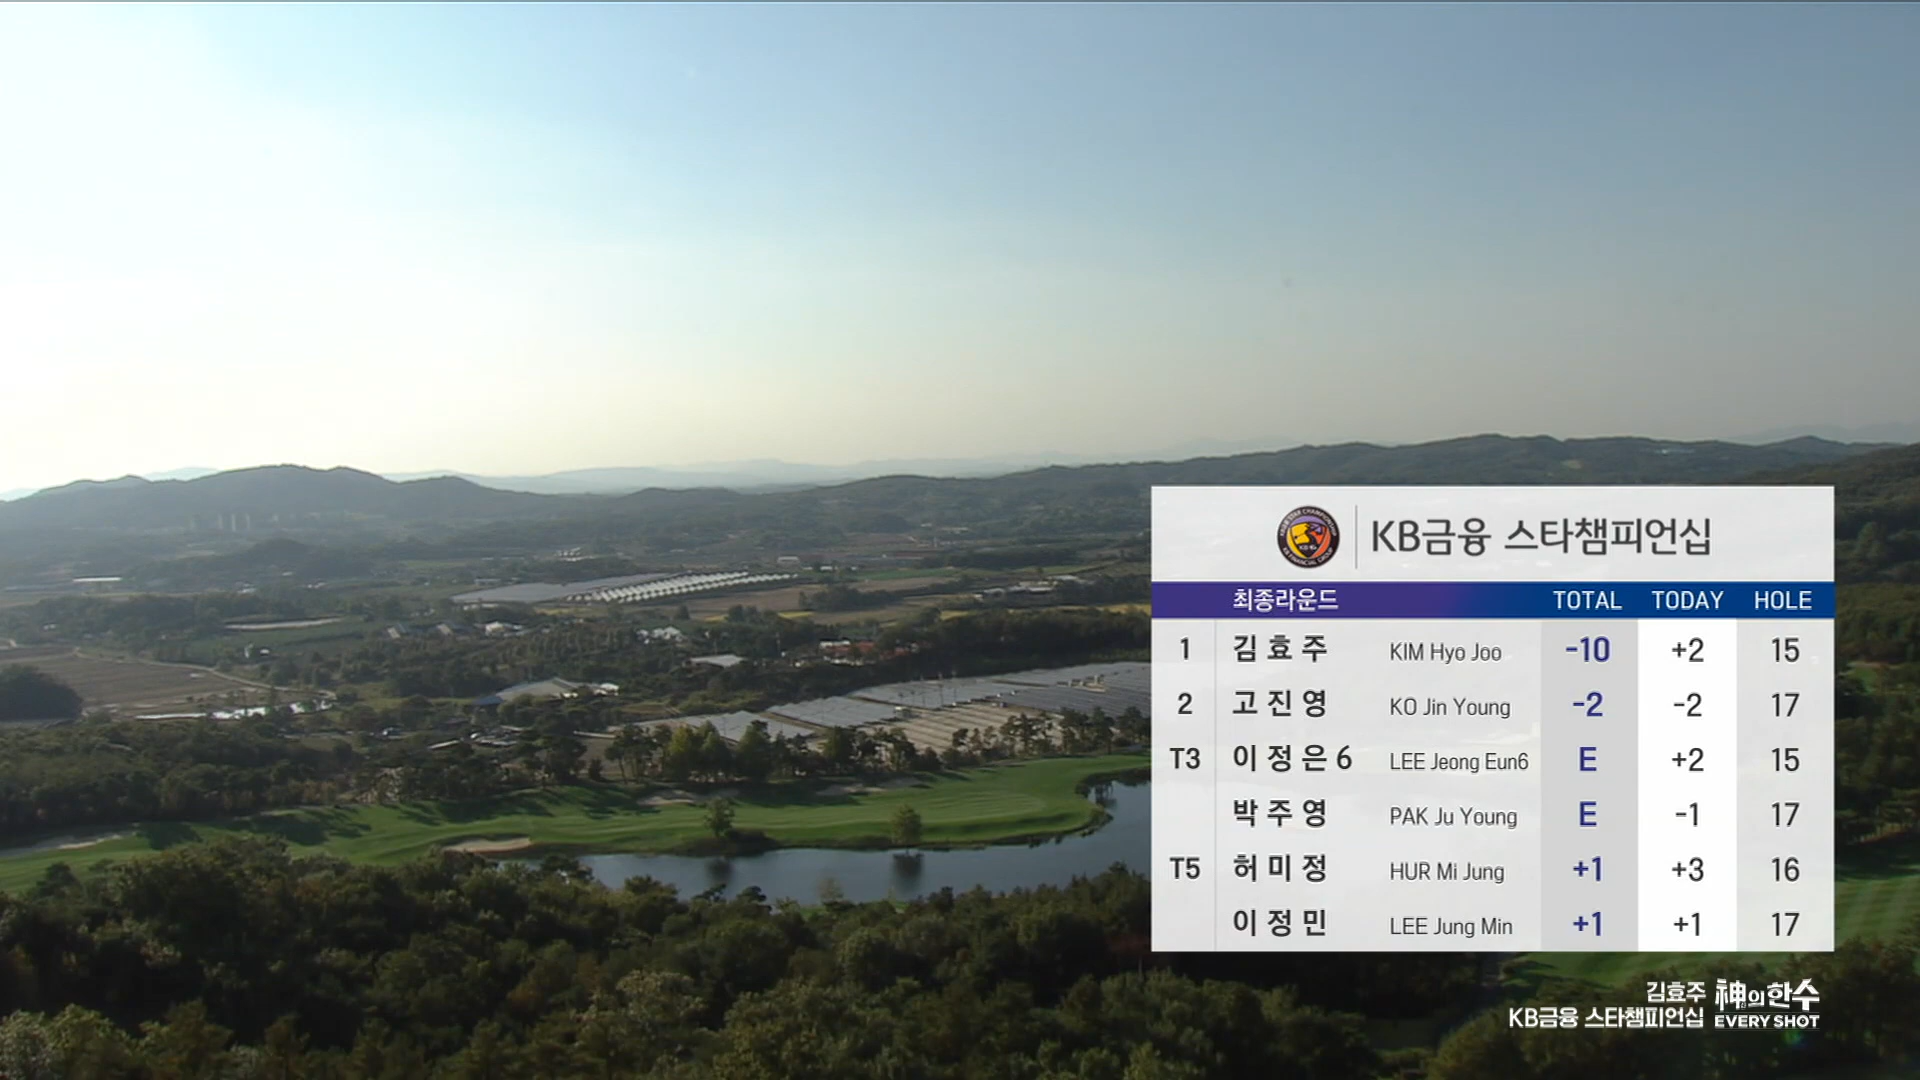 KB금융 스타챔피언십
최종라운드 TOTAL TODAY HOLE
1 김효주 KIM Hyo Joo -10 +2 15
2 고진영 KO Jin Young -2 -2 17
T3 이정은6 LEE Jeong Eun6 E +2 15
박주영 PAK Ju Young E -1 17
T5 허미정 HUR Mi Jung +1 +3 16
이정민 LEE Jung Min +1 +1 17
김효주 神의한수
KB금융 스타챔피언십 EVERY SHOT